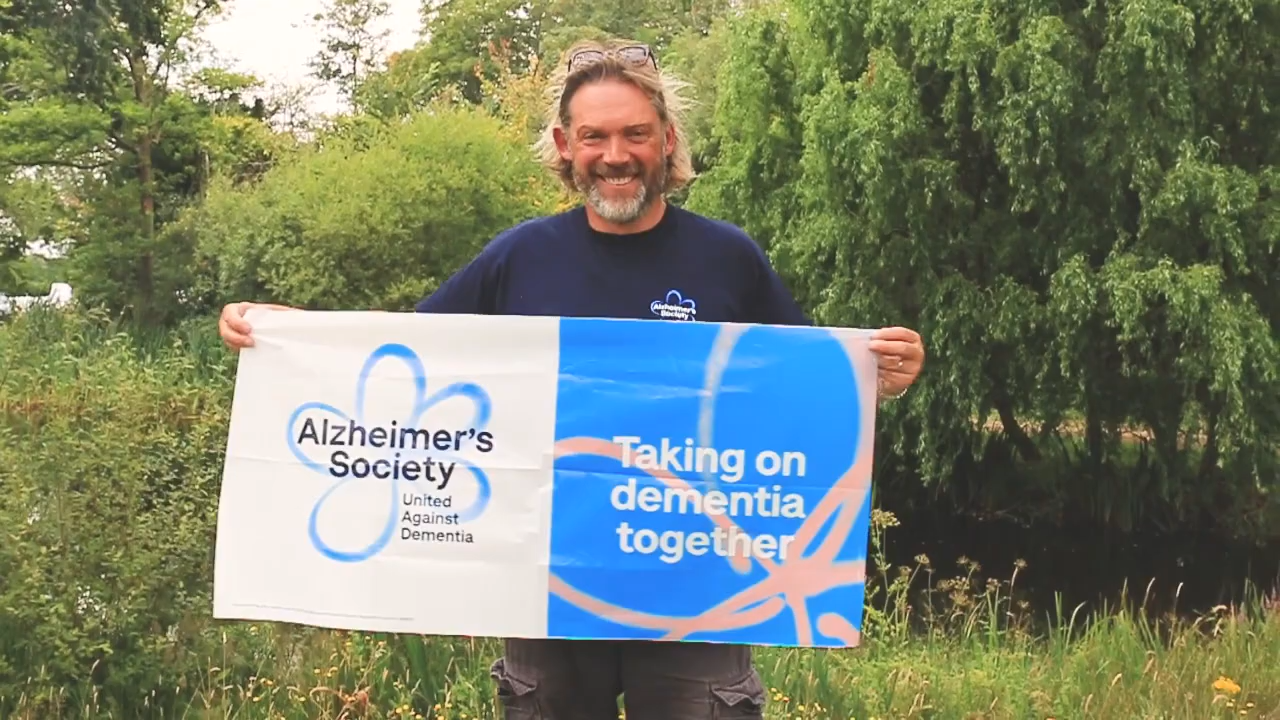 Alzheimer's
Society
Alzheimer's
Society
United
Against
Dementia
Taking on
dementia
together